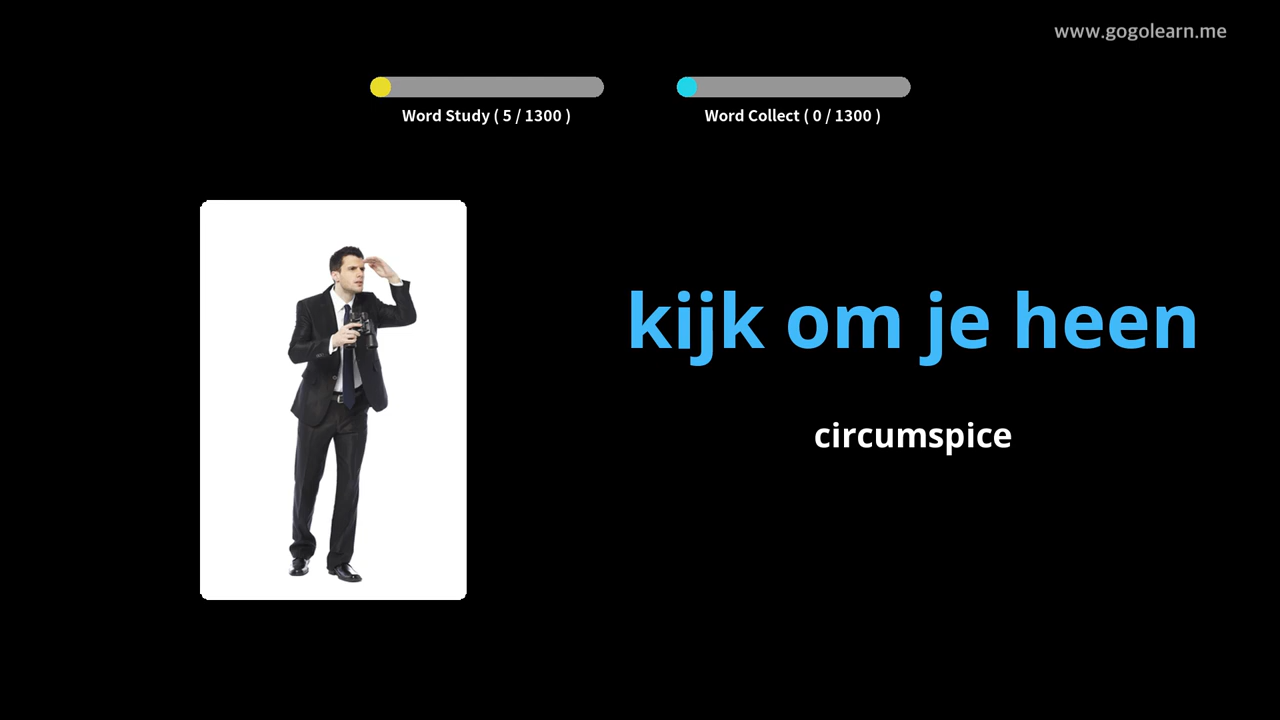 www.gogolearn.me
Word Study ( 5 / 1300 )
Word Collect ( 0 / 1300 )
kijk om je heen
circumspice